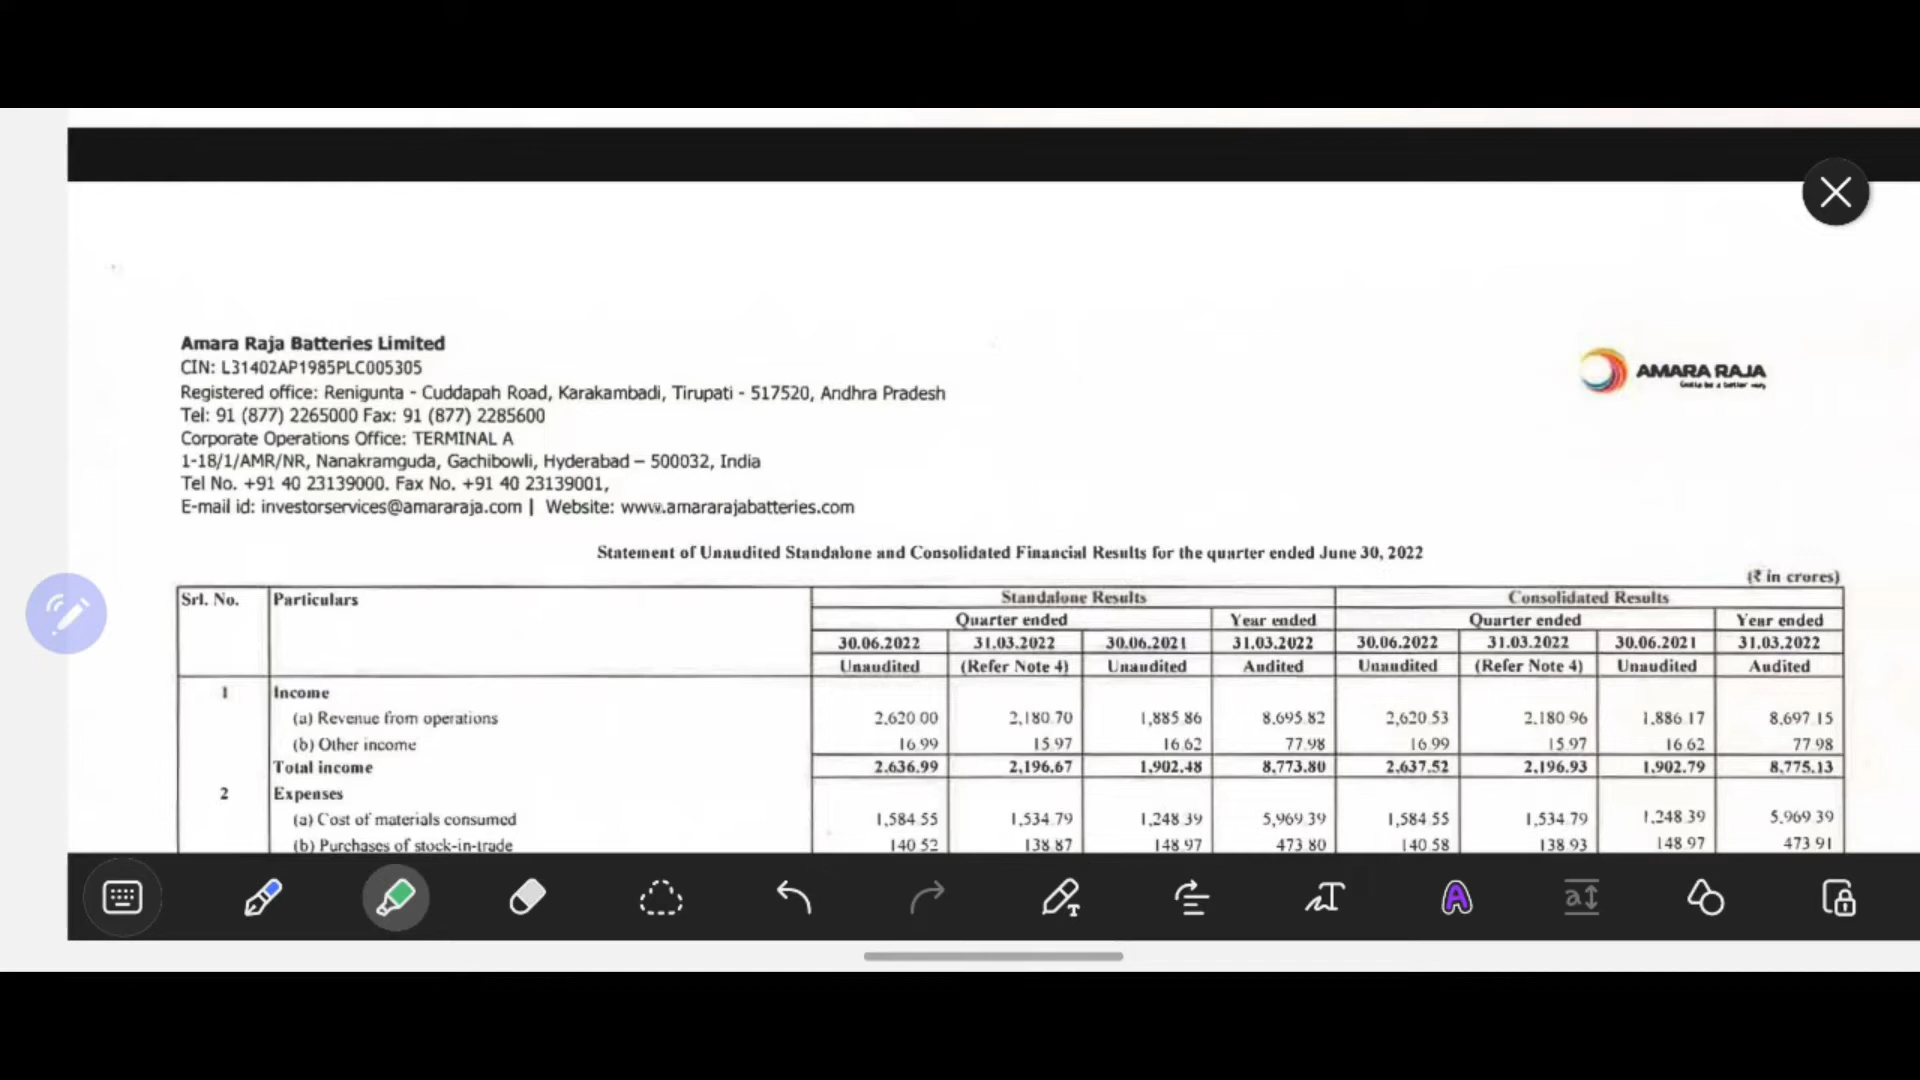 Amara Raja Batteries Limited
CIN: L31402AP1985PLC005305
Registered office: Renigunta - Cuddapah Road, Karakambadi, Tirupati - 517520, Andhra Pradesh
Tel: 91 (877) 2265000 Fax: 91 (877) 2285600
Corporate Operations Office: TERMINAL A
1-18/1/AMR/NR, Nanakramguda, Gachibowli, Hyderabad – 500032, India
Tel No. +91 40 23139000. Fax No. +91 40 23139001,
E-mail id: investorservices@amararaja.com | Website: www.amararajabatteries.com
AMARA RAJA
Gotta be a better way
Statement of Unaudited Standalone and Consolidated Financial Results for the quarter ended June 30, 2022
(₹ in crores)
Srl. No. Particulars Standalone Results Consolidated Results
Quarter ended Year ended Quarter ended Year ended
30.06.2022 31.03.2022 30.06.2021 31.03.2022 30.06.2022 31.03.2022 30.06.2021 31.03.2022
Unaudited (Refer Note 4) Unaudited Audited Unaudited (Refer Note 4) Unaudited Audited
1 Income
(a) Revenue from operations 2,620.00 2,180.70 1,885.86 8,695.82 2,620.53 2,180.96 1,886.17 8,697.15
(b) Other income 16.99 15.97 16.62 77.98 16.99 15.97 16.62 77.98
Total income 2,636.99 2,196.67 1,902.48 8,773.80 2,637.52 2,196.93 1,902.79 8,775.13
2 Expenses
(a) Cost of materials consumed 1,584.55 1,534.79 1,248.39 5,969.39 1,584.55 1,534.79 1,248.39 5,969.39
(b) Purchases of stock-in-trade 140.52 138.87 148.97 473.80 140.58 138.93 148.97 473.91